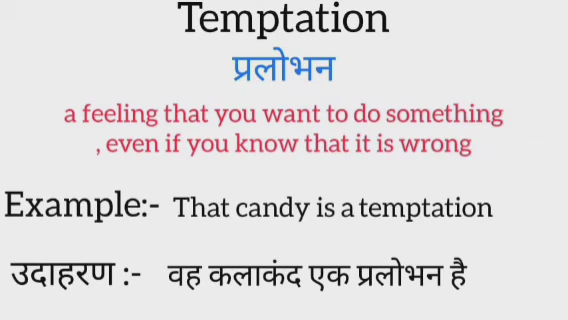 Temptation
प्रलोभन
a feeling that you want to do something
, even if you know that it is wrong
Example:- That candy is a temptation
उदाहरण :- वह कलाकंद एक प्रलोभन है